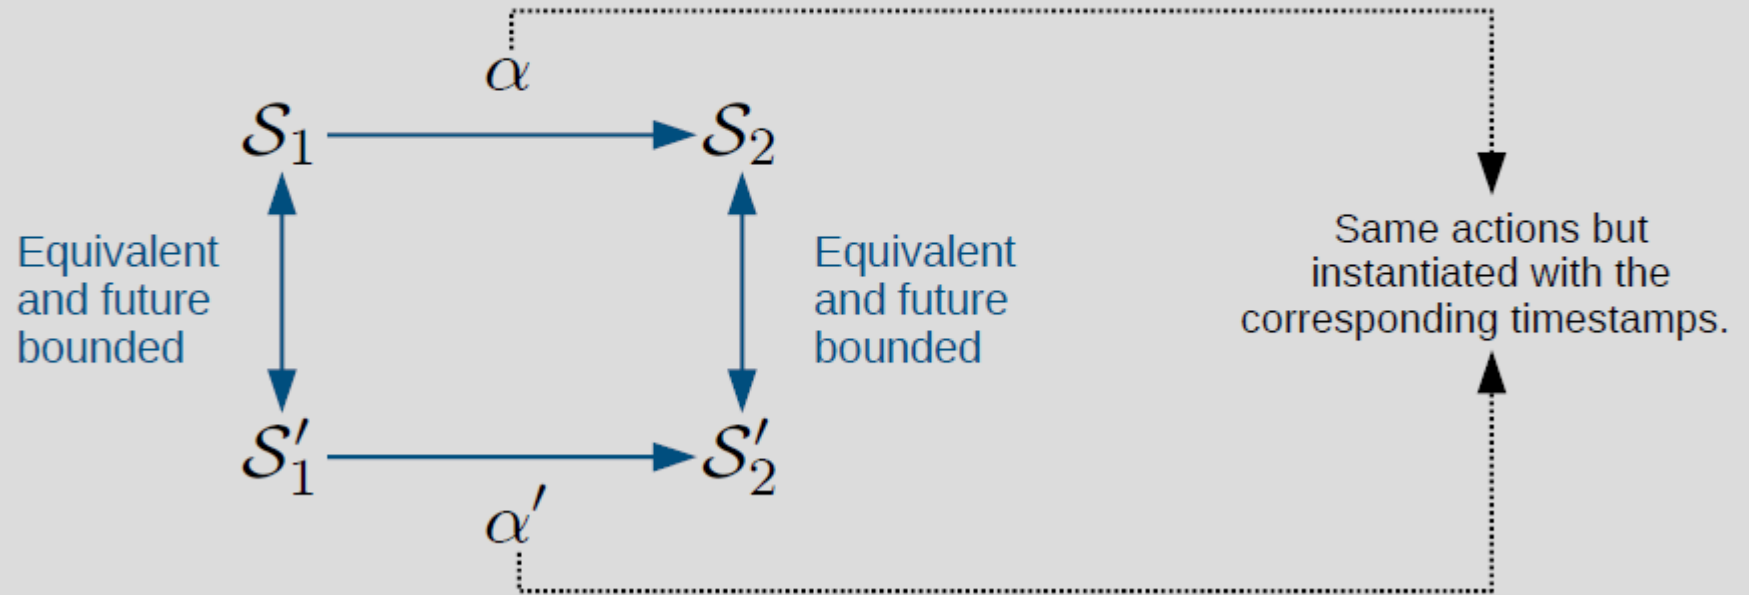 α
𝒮₁
𝒮₂
Equivalent
and future
bounded
Equivalent
and future
bounded
Same actions but
instantiated with the
corresponding timestamps.
𝒮₁′
𝒮₂′
α′